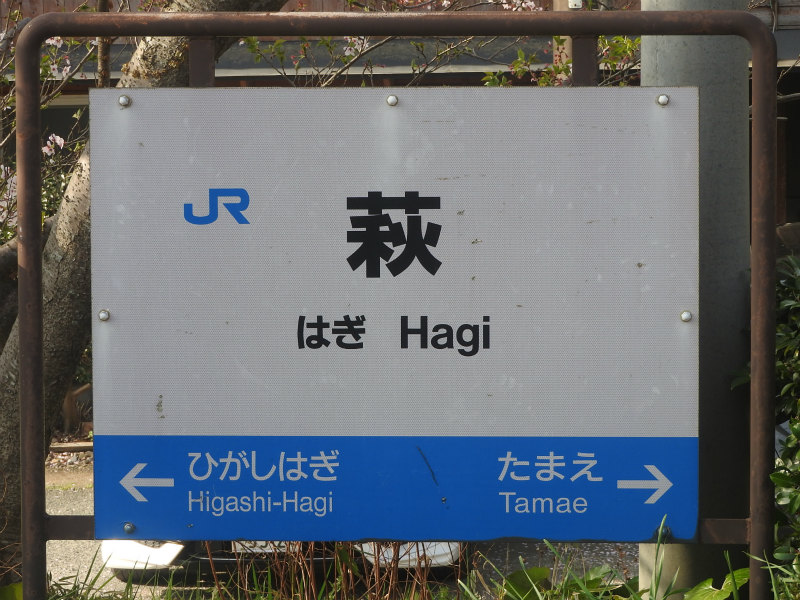 JR
萩
はぎ Hagi
← ひがしはぎ たまえ →
Higashi-Hagi Tamae